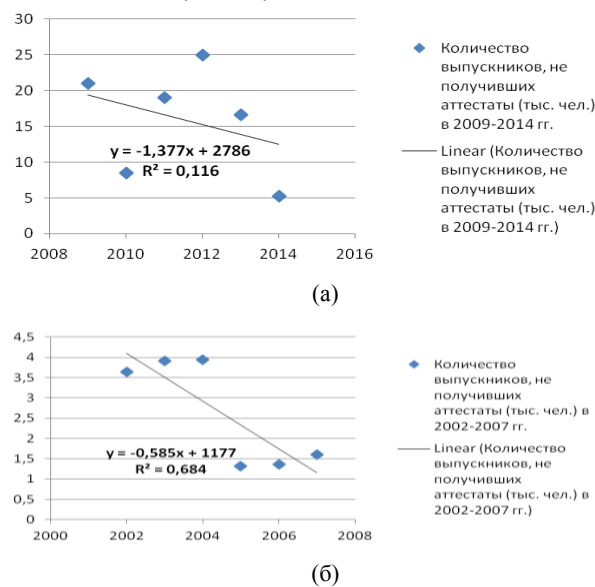 30
25
20
15
10
5
0
2008 2010 2012 2014 2016
y = -1,377x + 2786
R² = 0,116
Количество
выпускников, не
получивших
аттестаты (тыс. чел.)
в 2009-2014 гг.
Linear (Количество
выпускников, не
получивших
аттестаты (тыс. чел.)
в 2009-2014 гг.)
(а)
4,5
4
3,5
3
2,5
2
1,5
1
0,5
0
2000 2002 2004 2006 2008
y = -0,585x + 1177
R² = 0,684
Количество
выпускников, не
получивших
аттестаты (тыс. чел.) в
2002-2007 гг.
Linear (Количество
выпускников, не
получивших
аттестаты (тыс. чел.) в
2002-2007 гг.)
(б)